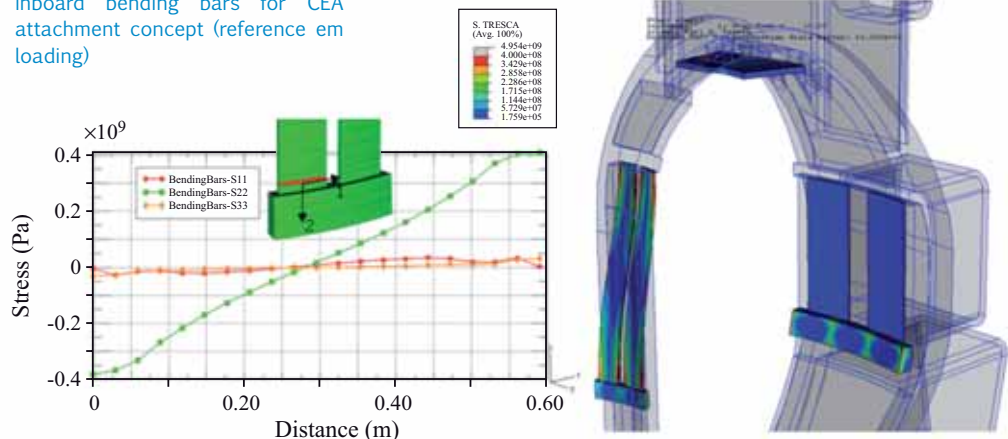 inboard bending bars for CEA
attachment concept (reference em
loading)
S. TRESCA
(Avg. 100%)
4.954e+09
4.000e+08
3.429e+08
2.858e+08
2.286e+08
1.715e+08
1.144e+08
5.729e+07
1.759e+05
×10⁹
BendingBars-S11
BendingBars-S22
BendingBars-S33
2
Stress (Pa)
0.4
0.2
0
-0.2
-0.4
0
0.20
0.40
0.60
Distance (m)